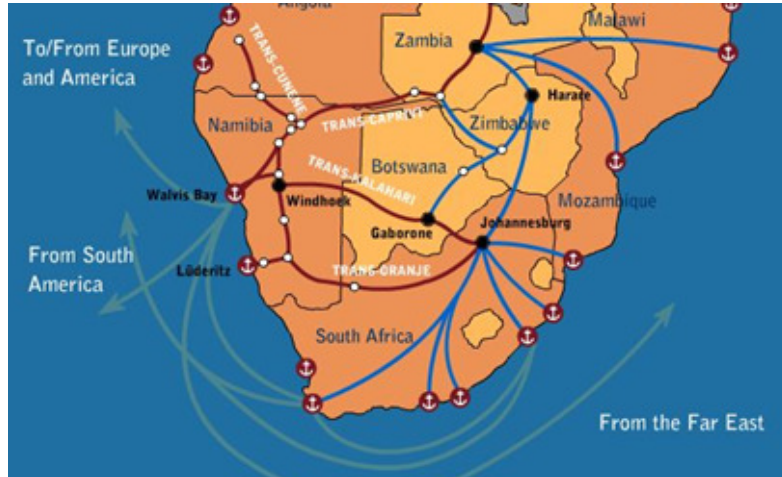 Angola
Malawi
To/From Europe
and America
Zambia
TRANS-CUNENE
Harare
TRANS-CAPRIVI
Namibia
Zimbabwe
Botswana
TRANS-KALAHARI
Walvis Bay
Windhoek
Mozambique
Gaborone
Johannesburg
From South
America
Lüderitz
TRANS-ORANJE
South Africa
From the Far East